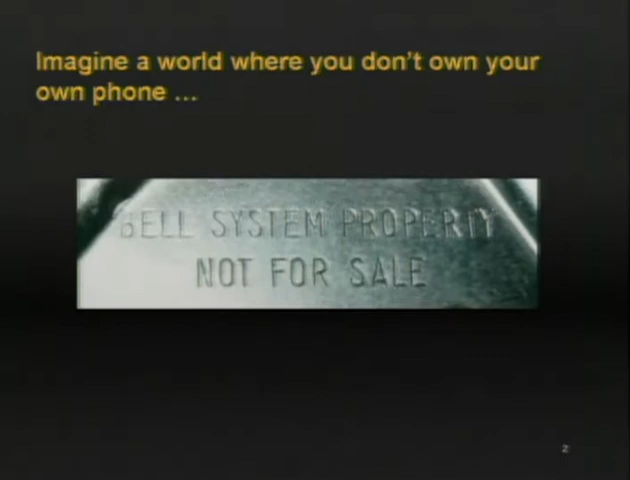 Imagine a world where you don't own your
own phone ...
BELL SYSTEM PROPERTY
NOT FOR SALE
2